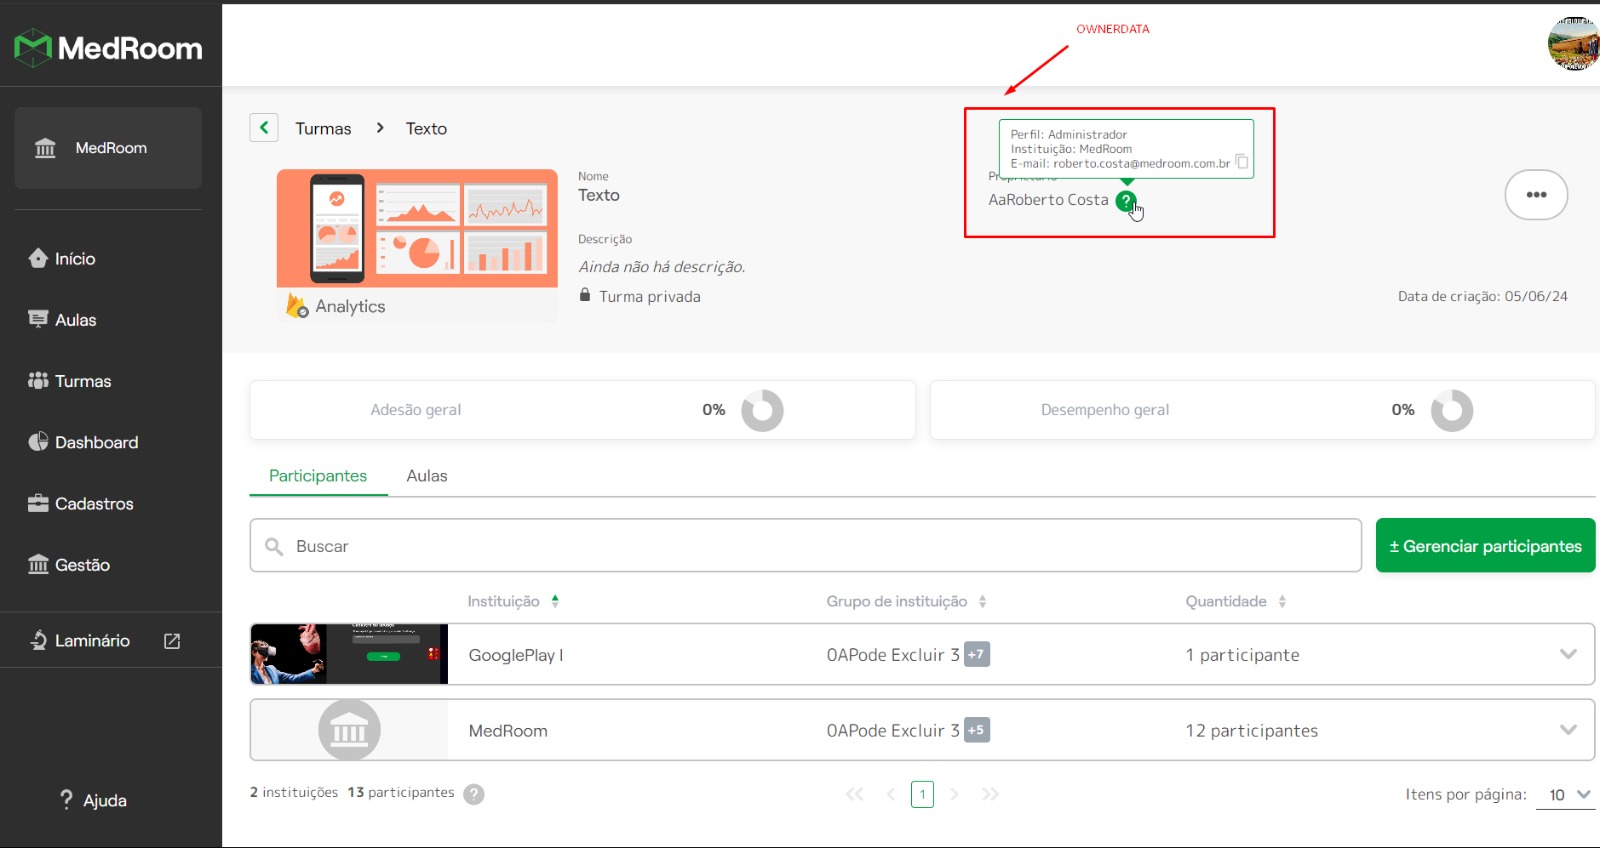 OWNERDATA
MedRoom
MedRoom
Início
Aulas
Turmas
Dashboard
Cadastros
Gestão
Laminário
? Ajuda
Turmas > Texto
Analytics
Nome
Texto
Descrição
Ainda não há descrição.
Turma privada
Perfil: Administrador
Instituição: MedRoom
E-mail: roberto.costa@medroom.com.br
Proprietário
AaRoberto Costa ?
Data de criação: 05/06/24
Adesão geral 0%
Desempenho geral 0%
Participantes Aulas
Buscar
± Gerenciar participantes
Instituição Grupo de instituição Quantidade
GooglePlay I 0APode Excluir 3 +7 1 participante
MedRoom 0APode Excluir 3 +5 12 participantes
2 instituições 13 participantes ?
1
Itens por página: 10